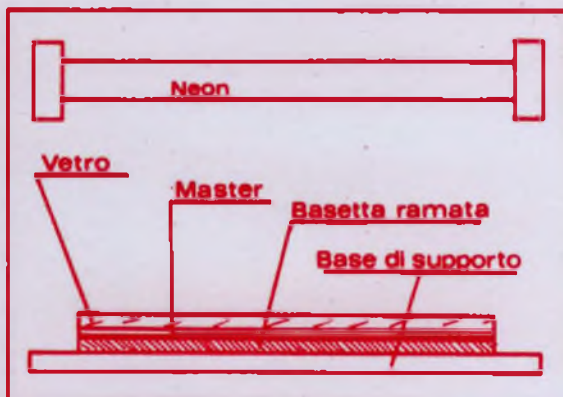 Neon
Vetro
Master
Basetta ramata
Base di supporto